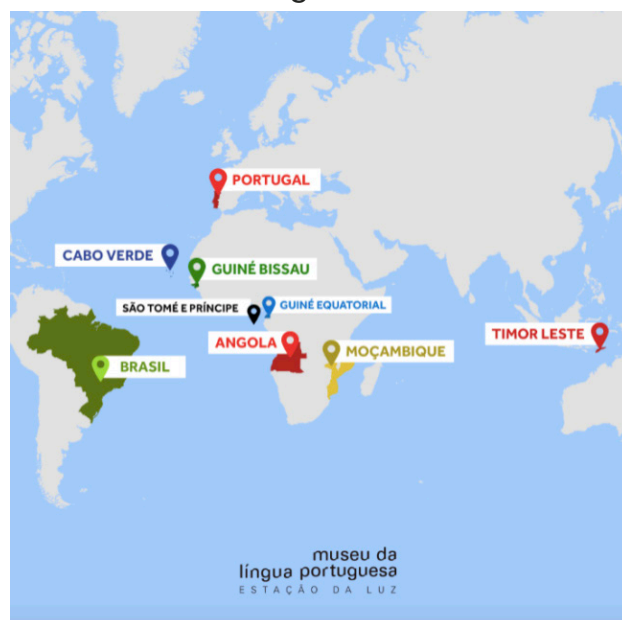 PORTUGAL
CABO VERDE
GUINÉ BISSAU
SÃO TOMÉ E PRÍNCIPE
GUINÉ EQUATORIAL
ANGOLA
MOÇAMBIQUE
TIMOR LESTE
BRASIL
museu da
língua portuguesa
ESTAÇÃO DA LUZ